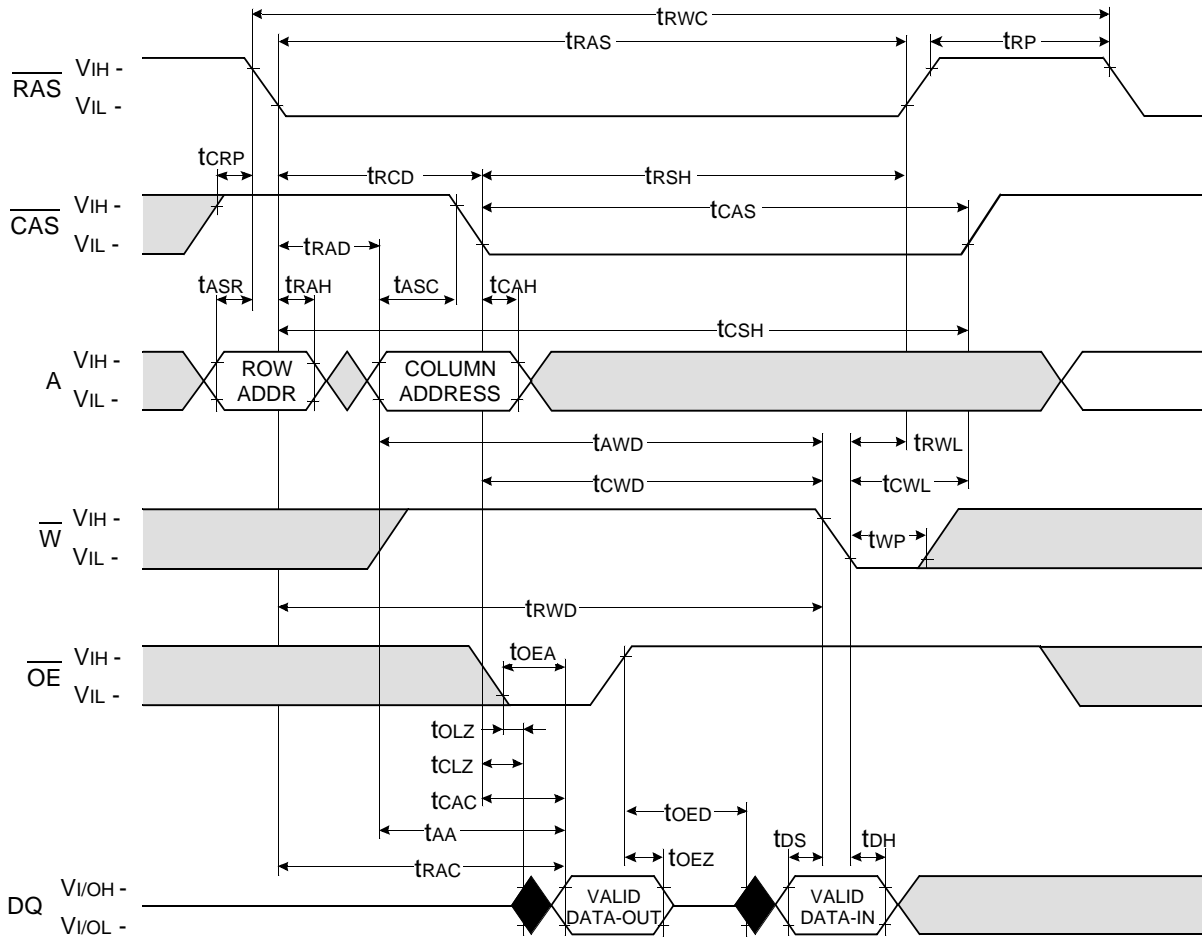 tRWC
tRAS
tRP
RAS
VIH -
VIL -
tCRP
tRCD
tRSH
CAS
VIH -
VIL -
tCAS
tRAD
tASR
tRAH
tASC
tCAH
tCSH
A
VIH -
VIL -
ROW
ADDR
COLUMN
ADDRESS
tAWD
tRWL
tCWD
tCWL
W
VIH -
VIL -
tWP
tRWD
OE
VIH -
VIL -
tOEA
tOLZ
tCLZ
tCAC
tOED
tAA
tDS
tDH
tOEZ
tRAC
DQ
VI/OH -
VI/OL -
VALID
DATA-OUT
VALID
DATA-IN